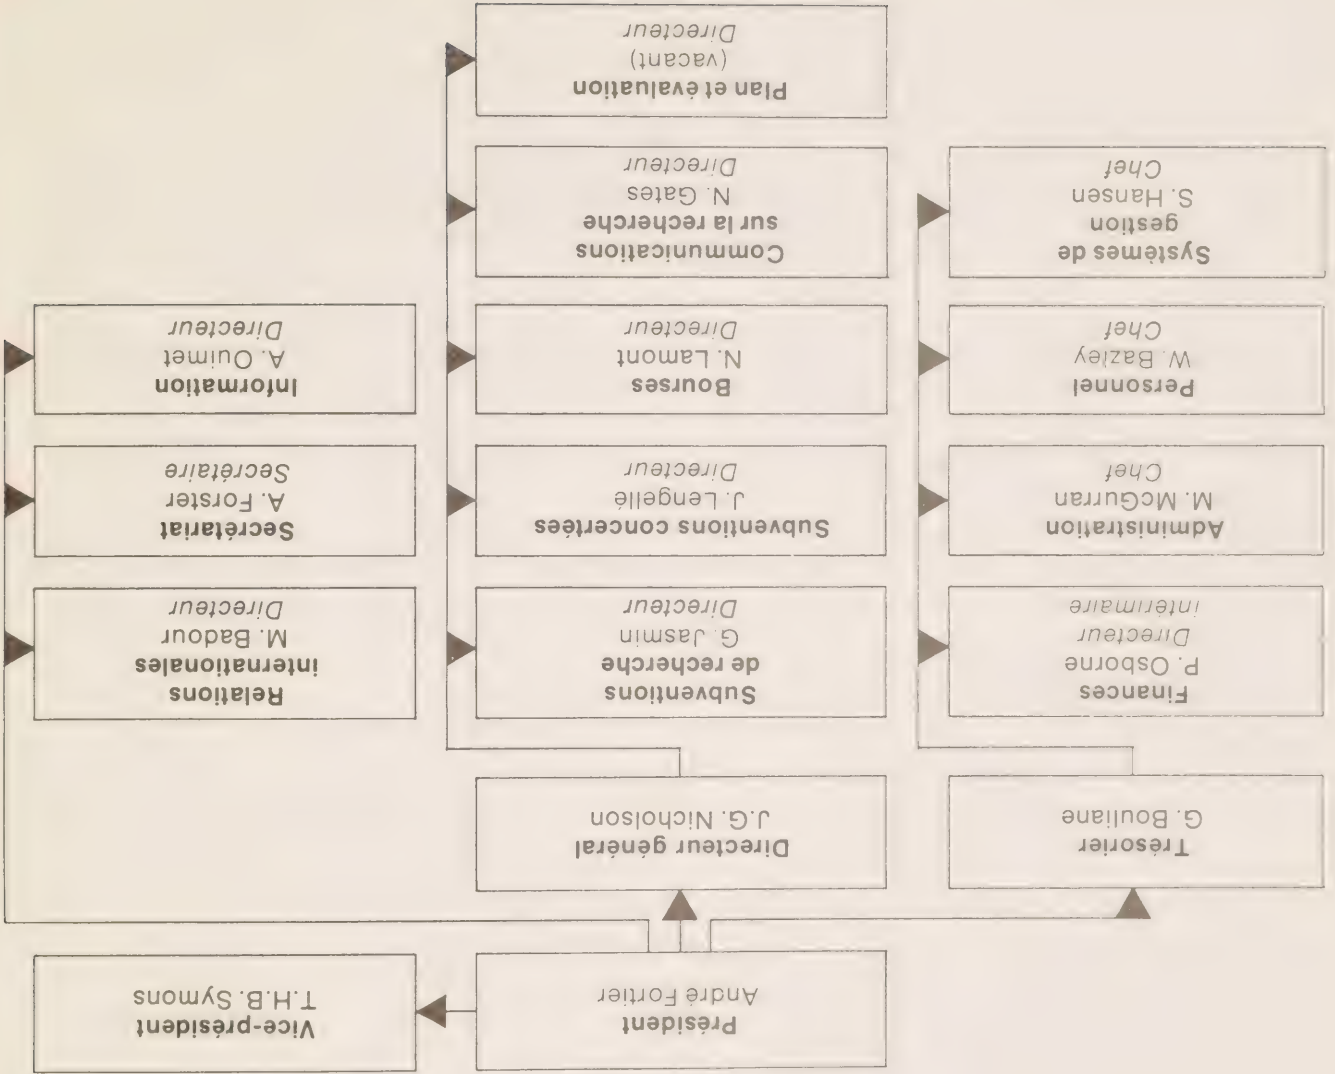 Président
André Fortier
Vice-président
T.H.B. Symons
Trésorier
G. Bouliane
Directeur général
J.G. Nicholson
Finances
P. Osborne
Directeur
intérimaire
Administration
M. McGurran
Chef
Personnel
W. Baziey
Chef
Systèmes de
gestion
S. Hansen
Chef
Subventions
de recherche
G. Jasmin
Directeur
Subventions concertées
J. Lengellé
Directeur
Bourses
N. Lamont
Directeur
Communications
sur la recherche
N. Gates
Directeur
Plan et évaluation
(vacant)
Directeur
Relations
internationales
M. Badour
Directeur
Secrétariat
A. Forster
Secrétaire
Information
A. Ouimet
Directeur